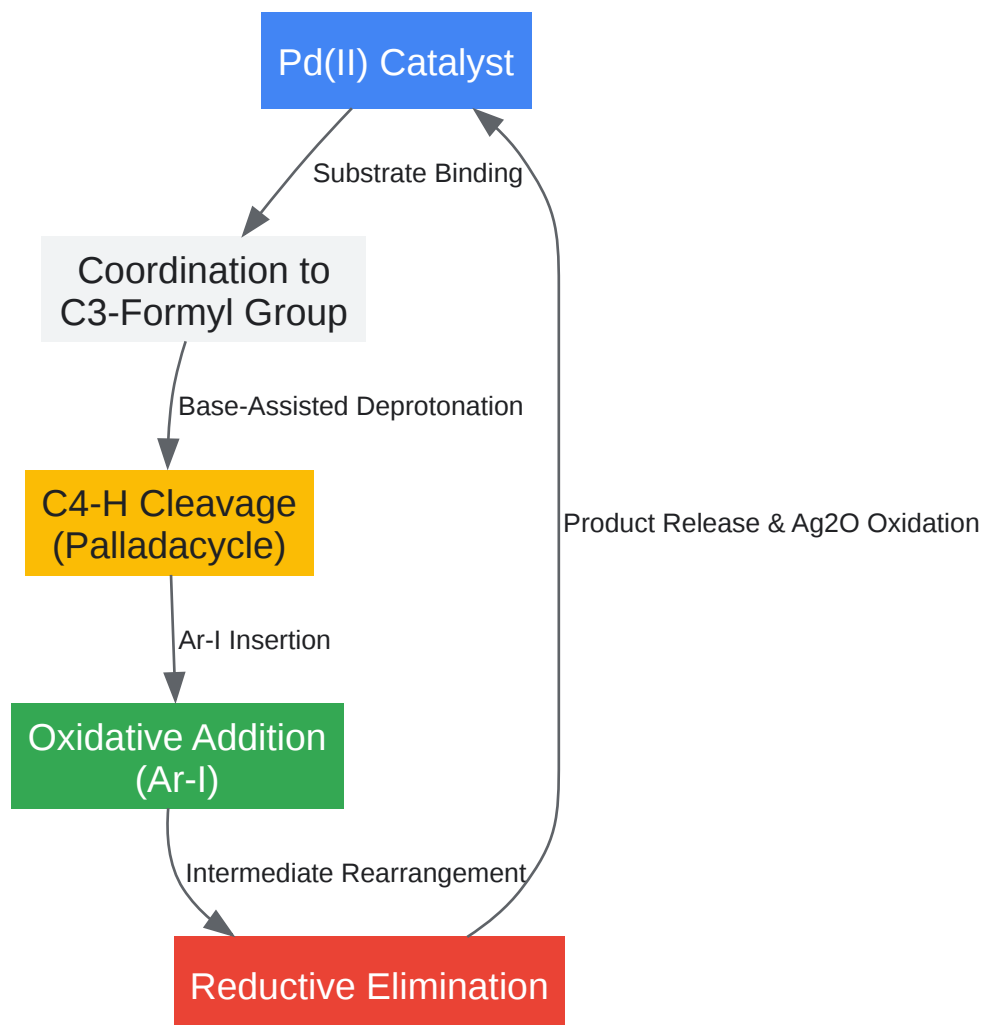 Pd(II) Catalyst
Substrate Binding
Coordination to
C3-Formyl Group
Base-Assisted Deprotonation
C4-H Cleavage
(Palladacycle)
Product Release & Ag2O Oxidation
Ar-I Insertion
Oxidative Addition
(Ar-I)
Intermediate Rearrangement
Reductive Elimination